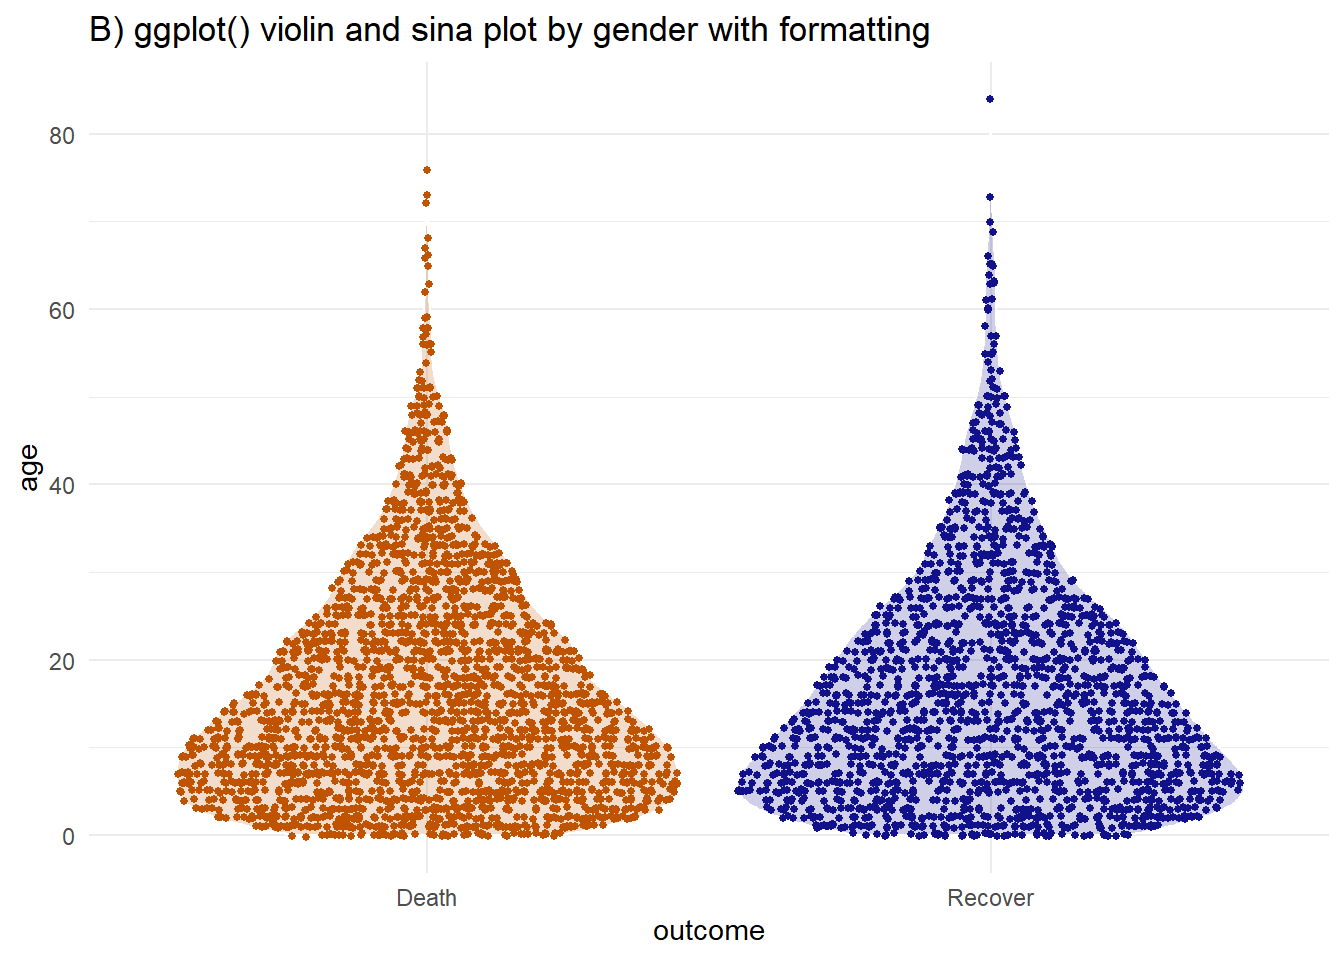 B) ggplot() violin and sina plot by gender with formatting
80
60
40
20
0
age
Death
Recover
outcome